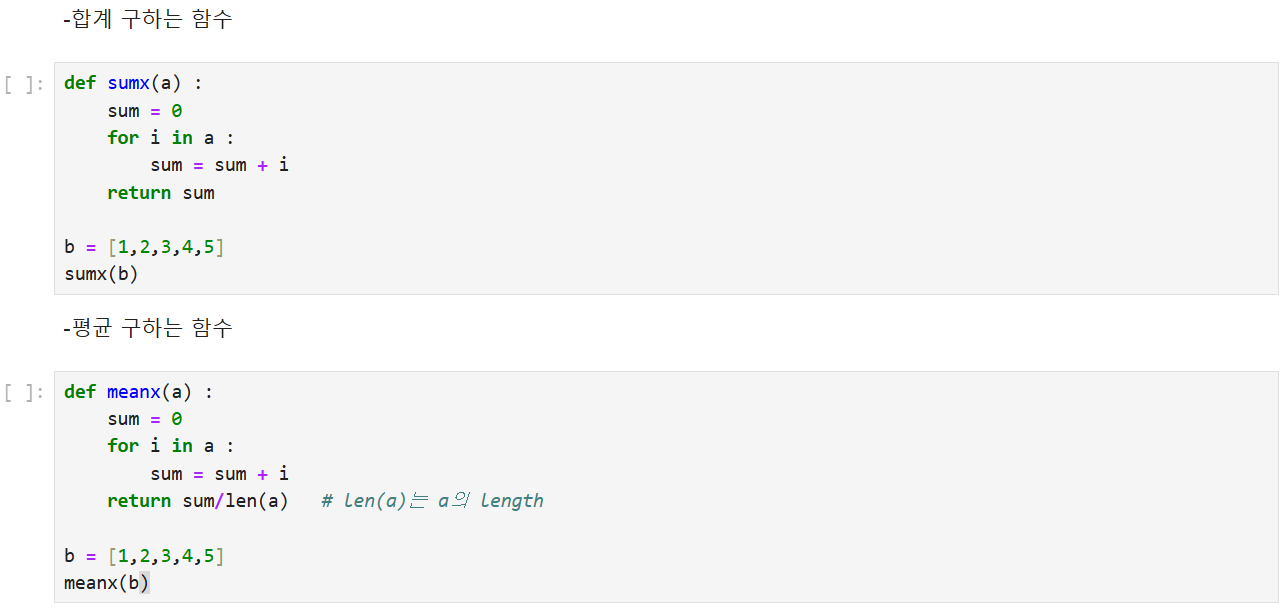 -합계 구하는 함수
[ ]:
def sumx(a) :
    sum = 0
    for i in a :
        sum = sum + i
    return sum
b = [1,2,3,4,5]
sumx(b)
-평균 구하는 함수
[ ]:
def meanx(a) :
    sum = 0
    for i in a :
        sum = sum + i
    return sum/len(a)   # len(a)는 a의 length
b = [1,2,3,4,5]
meanx(b)